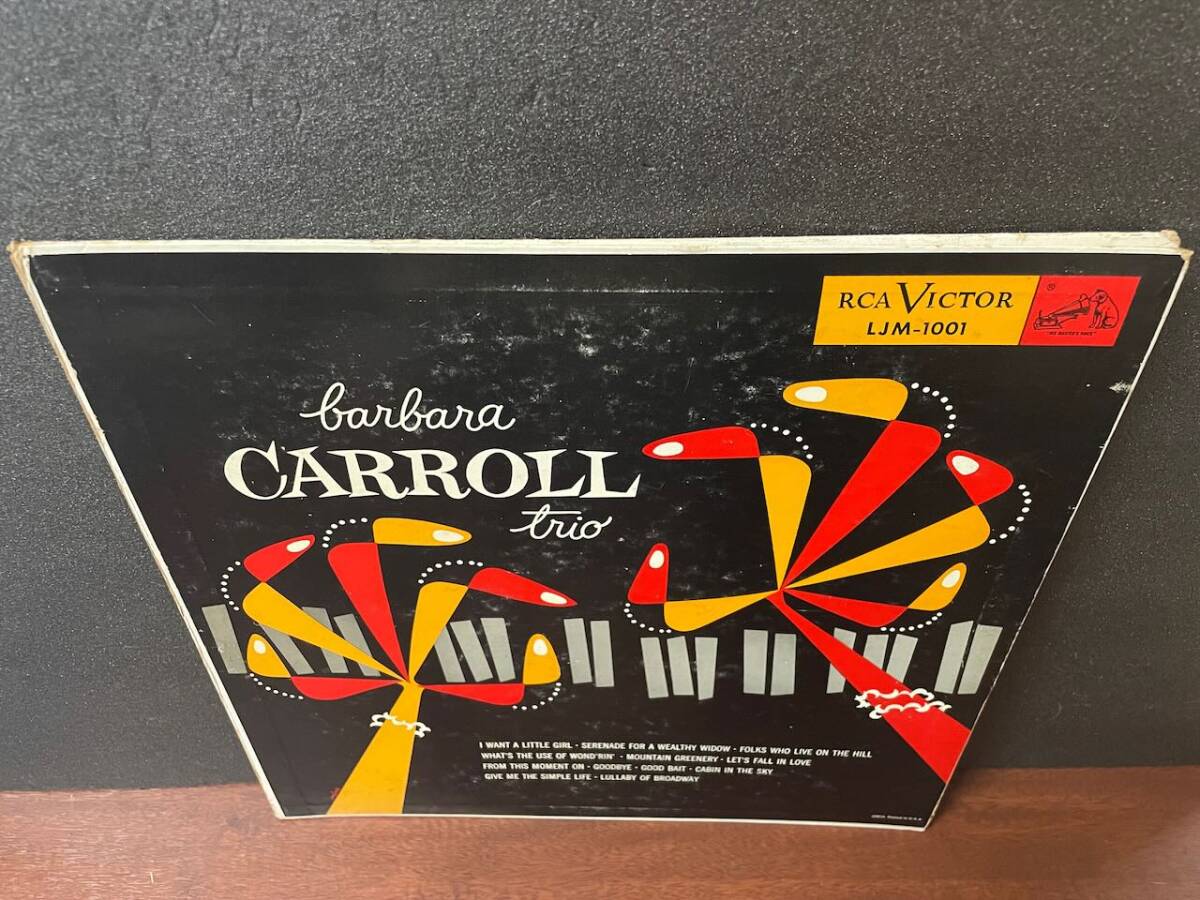 RCA VICTOR
LJM-1001
®
"HIS MASTER'S VOICE"
barbara
CARROLL
trio
I WANT A LITTLE GIRL • SERENADE FOR A WEALTHY WIDOW • FOLKS WHO LIVE ON THE HILL
WHAT'S THE USE OF WOND'RIN' • MOUNTAIN GREENERY • LET'S FALL IN LOVE
FROM THIS MOMENT ON • GOODBYE • GOOD BAIT • CABIN IN THE SKY
GIVE ME THE SIMPLE LIFE • LULLABY OF BROADWAY
Printed in U.S.A.